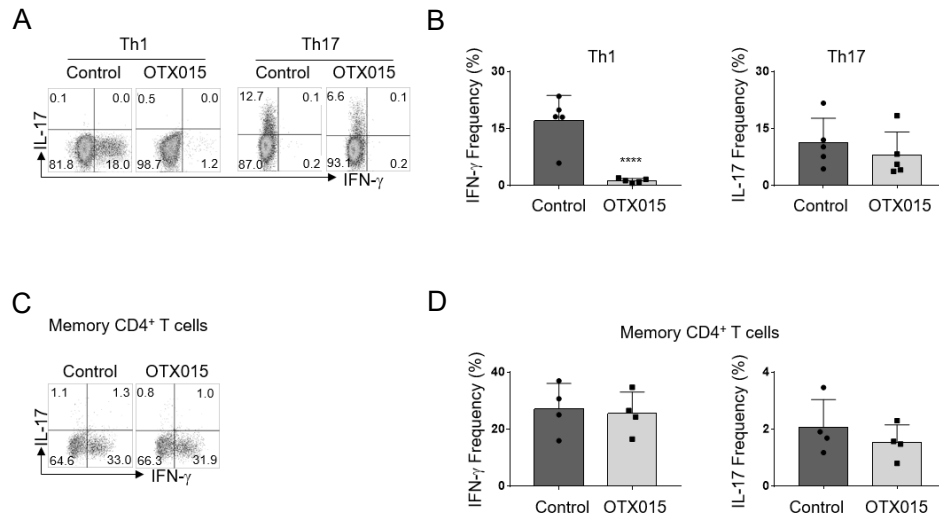 A
Th1
Th17
Control OTX015
Control OTX015
0.1 0.0 0.5 0.0
12.7 0.1 6.6 0.1
IL-17
81.8 18.0 98.7 1.2
87.0 0.2 93.1 0.2
IFN-γ
B
Th1
IFN-γ Frequency (%)
30
15
0
****
Control OTX015
Th17
IL-17 Frequency (%)
30
15
0
Control OTX015
C
Memory CD4+ T cells
Control OTX015
1.1 1.3 0.8 1.0
IL-17
64.6 33.0 66.3 31.9
IFN-γ
D
Memory CD4+ T cells
IFN-γ Frequency (%)
40
20
0
Control OTX015
IL-17 Frequency (%)
4
2
0
Control OTX015